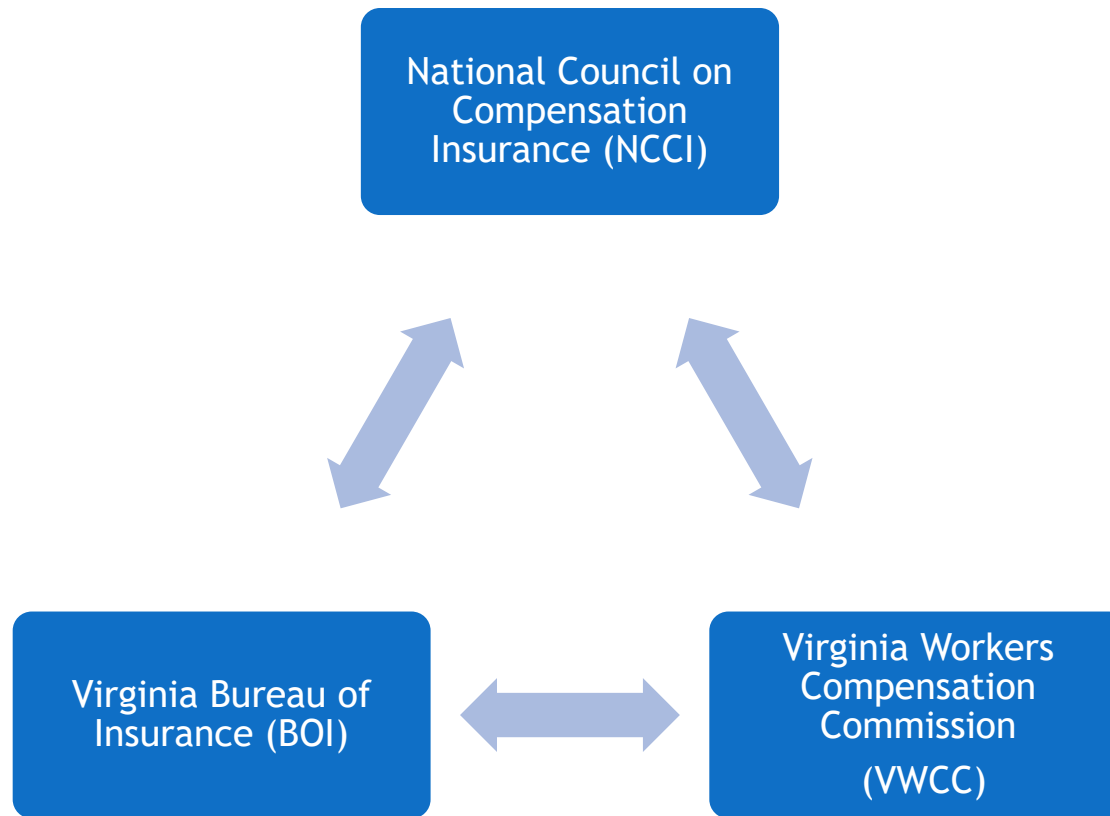 National Council on
Compensation
Insurance (NCCI)
Virginia Bureau of
Insurance (BOI)
Virginia Workers
Compensation
Commission
(VWCC)